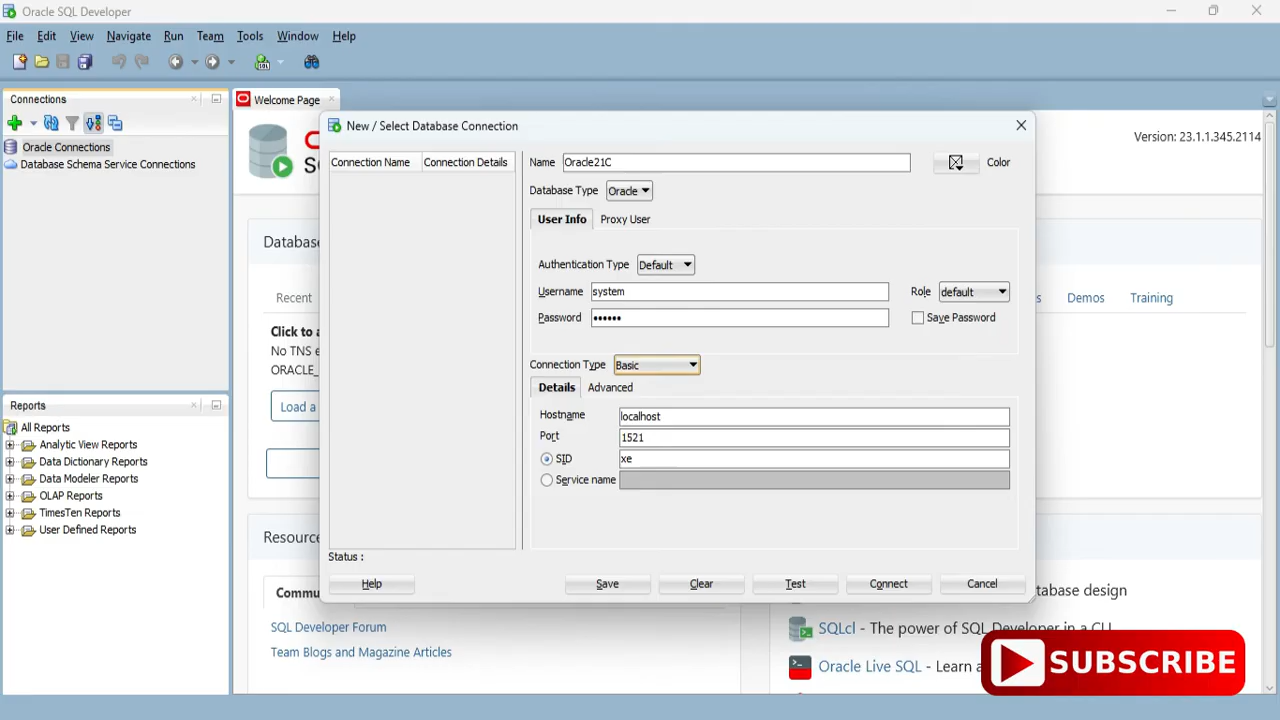 Oracle SQL Developer
File Edit View Navigate Run Team Tools Window Help
Connections
Oracle Connections
Database Schema Service Connections
Reports
All Reports
Analytic View Reports
Data Dictionary Reports
Data Modeler Reports
OLAP Reports
TimesTen Reports
User Defined Reports
Welcome Page
Version: 23.1.1.345.2114
Databas
Recent
Demos
Training
Click to a
No TNS e
ORACLE_
Load a
Resourc
Commu
SQL Developer Forum
Team Blogs and Magazine Articles
tabase design
SQLcl - The power of SQL Developer in a CLI
Oracle Live SQL - Learn a
New / Select Database Connection
Connection Name Connection Details
Name Oracle21C Color
Database Type Oracle
User Info Proxy User
Authentication Type Default
Username system Role default
Password •••••• Save Password
Connection Type Basic
Details Advanced
Hostname localhost
Port 1521
SID xe
Service name
Status :
Help Save Clear Test Connect Cancel
SUBSCRIBE